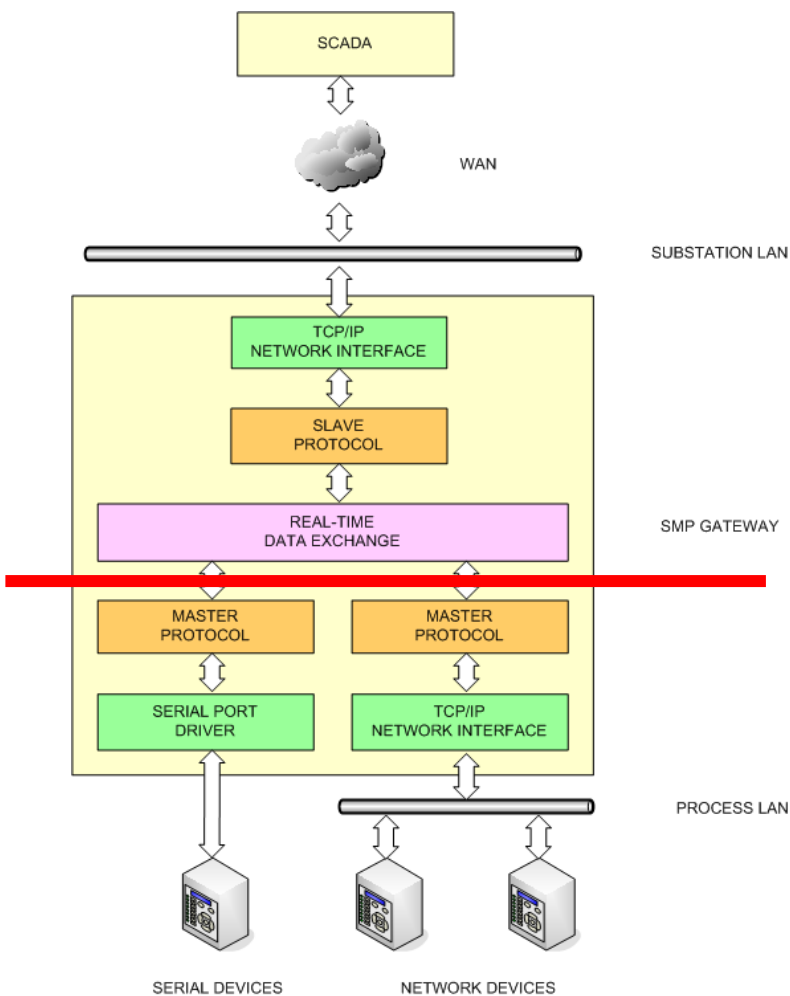 SCADA
WAN
SUBSTATION LAN
TCP/IP
NETWORK INTERFACE
SLAVE
PROTOCOL
REAL-TIME
DATA EXCHANGE
SMP GATEWAY
MASTER
PROTOCOL
MASTER
PROTOCOL
SERIAL PORT
DRIVER
TCP/IP
NETWORK INTERFACE
PROCESS LAN
SERIAL DEVICES
NETWORK DEVICES